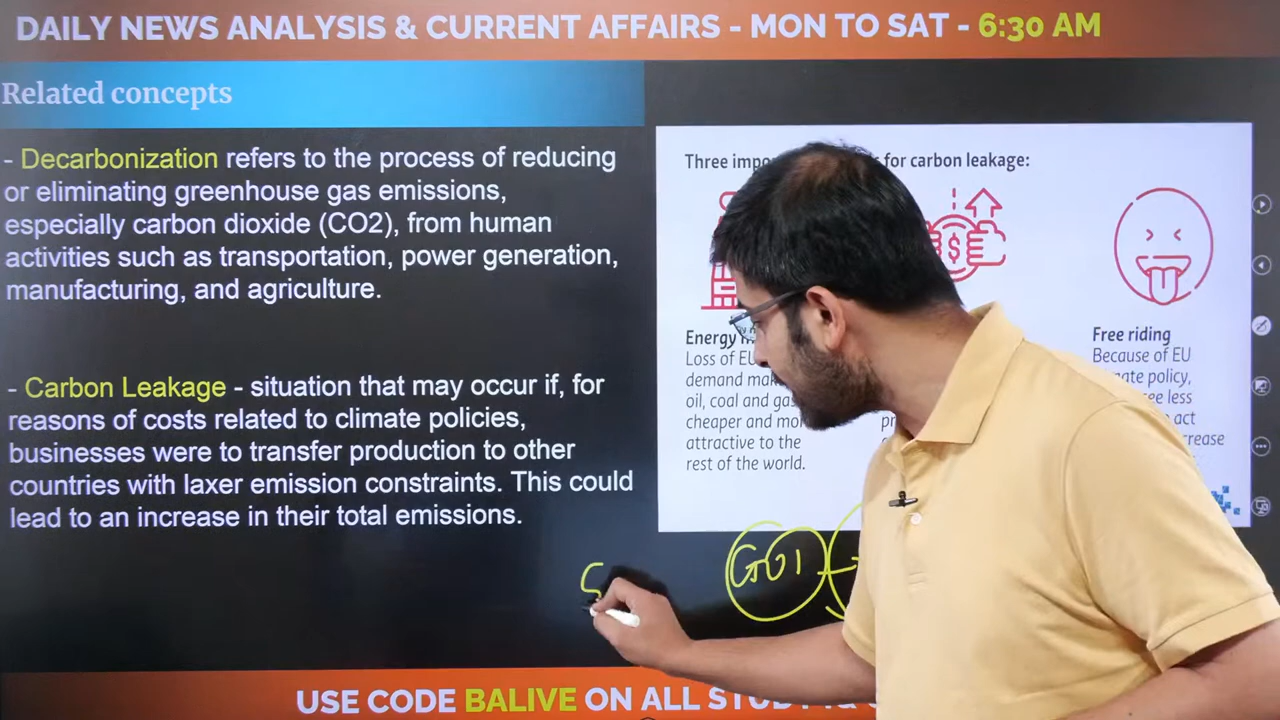 DAILY NEWS ANALYSIS & CURRENT AFFAIRS - MON TO SAT - 6:30 AM
Related concepts
- Decarbonization refers to the process of reducing
or eliminating greenhouse gas emissions,
especially carbon dioxide (CO2), from human
activities such as transportation, power generation,
manufacturing, and agriculture.
- Carbon Leakage - situation that may occur if, for
reasons of costs related to climate policies,
businesses were to transfer production to other
countries with laxer emission constraints. This could
lead to an increase in their total emissions.
Three for carbon leakage:
$
Energy
Loss of EU
demand
oil, coal and gas
cheaper and
attractive to the
rest of the world.
Free riding
Because of EU
policy,
less
act
GOI
USE CODE BALIVE ON ALL